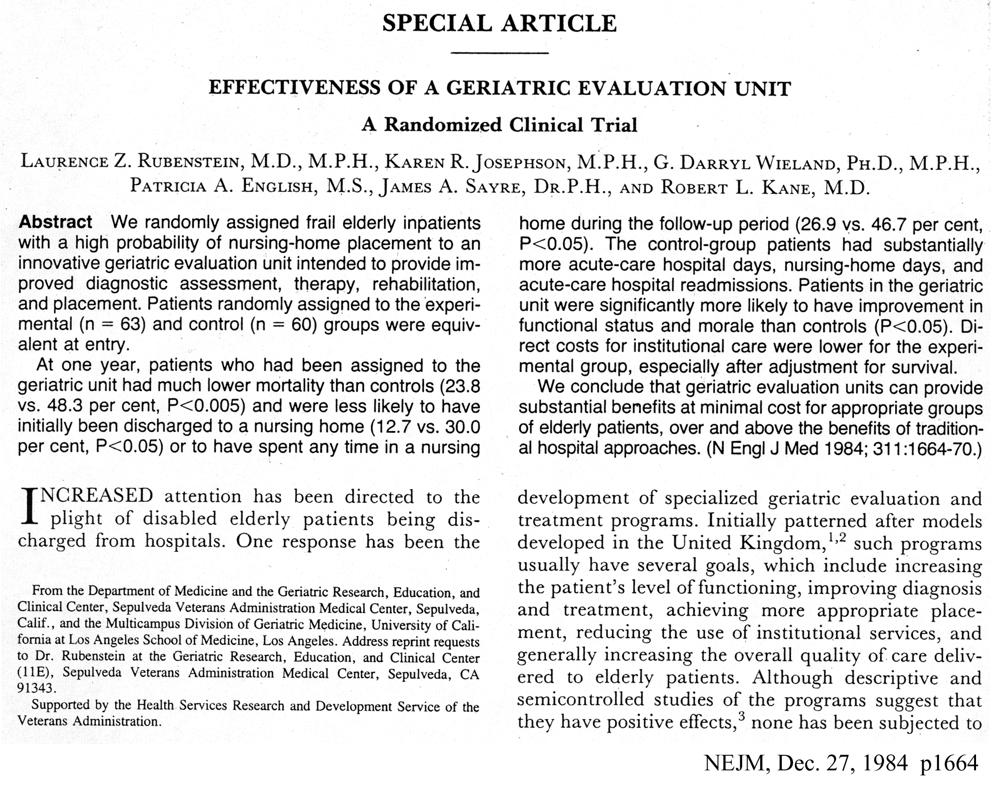 SPECIAL ARTICLE
EFFECTIVENESS OF A GERIATRIC EVALUATION UNIT
A Randomized Clinical Trial
LAURENCE Z. RUBENSTEIN, M.D., M.P.H., KAREN R. JOSEPHSON, M.P.H., G. DARRYL WIELAND, PH.D., M.P.H.,
PATRICIA A. ENGLISH, M.S., JAMES A. SAYRE, DR.P.H., AND ROBERT L. KANE, M.D.
Abstract We randomly assigned frail elderly inpatients
with a high probability of nursing-home placement to an
innovative geriatric evaluation unit intended to provide im-
proved diagnostic assessment, therapy, rehabilitation,
and placement. Patients randomly assigned to the experi-
mental (n = 63) and control (n = 60) groups were equiv-
alent at entry.
At one year, patients who had been assigned to the
geriatric unit had much lower mortality than controls (23.8
vs. 48.3 per cent, P<0.005) and were less likely to have
initially been discharged to a nursing home (12.7 vs. 30.0
per cent, P<0.05) or to have spent any time in a nursing
home during the follow-up period (26.9 vs. 46.7 per cent,
P<0.05). The control-group patients had substantially
more acute-care hospital days, nursing-home days, and
acute-care hospital readmissions. Patients in the geriatric
unit were significantly more likely to have improvement in
functional status and morale than controls (P<0.05). Di-
rect costs for institutional care were lower for the experi-
mental group, especially after adjustment for survival.
We conclude that geriatric evaluation units can provide
substantial benefits at minimal cost for appropriate groups
of elderly patients, over and above the benefits of tradition-
al hospital approaches. (N Engl J Med 1984; 311:1664-70.)
INCREASED attention has been directed to the
plight of disabled elderly patients being dis-
charged from hospitals. One response has been the
From the Department of Medicine and the Geriatric Research, Education, and
Clinical Center, Sepulveda Veterans Administration Medical Center, Sepulveda,
Calif., and the Multicampus Division of Geriatric Medicine, University of Cali-
fornia at Los Angeles School of Medicine, Los Angeles. Address reprint requests
to Dr. Rubenstein at the Geriatric Research, Education, and Clinical Center
(11E), Sepulveda Veterans Administration Medical Center, Sepulveda, CA
91343.
Supported by the Health Services Research and Development Service of the
Veterans Administration.
development of specialized geriatric evaluation and
treatment programs. Initially patterned after models
developed in the United Kingdom,1,2 such programs
usually have several goals, which include increasing
the patient's level of functioning, improving diagnosis
and treatment, achieving more appropriate place-
ment, reducing the use of institutional services, and
generally increasing the overall quality of care deliv-
ered to elderly patients. Although descriptive and
semicontrolled studies of the programs suggest that
they have positive effects,3 none has been subjected to
NEJM, Dec. 27, 1984 p1664